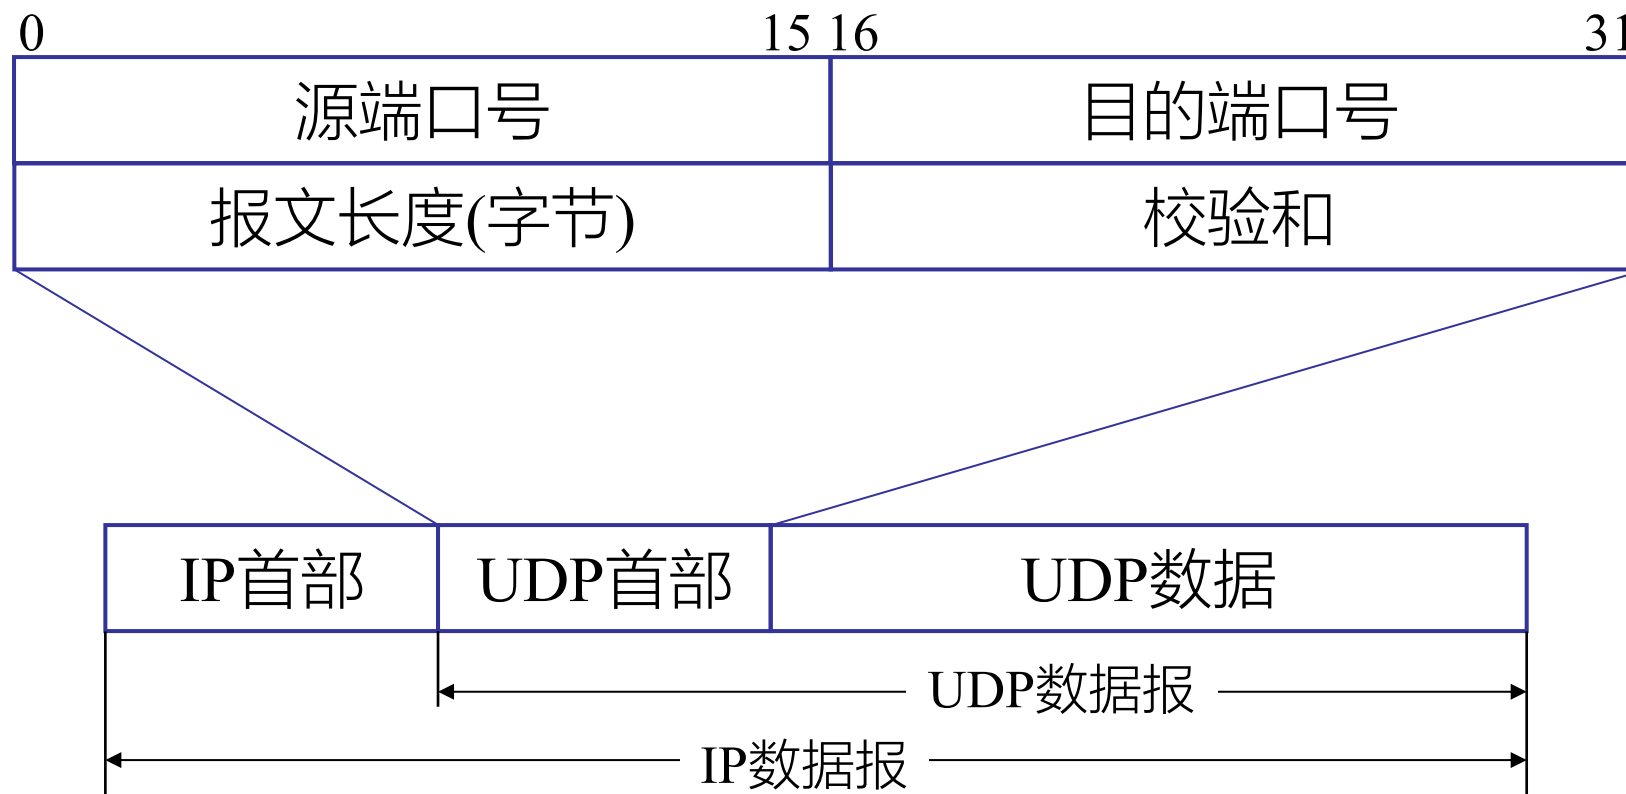 0 15 16 31
源端口号 目的端口号
报文长度(字节) 校验和
IP首部 UDP首部 UDP数据
UDP数据报
IP数据报